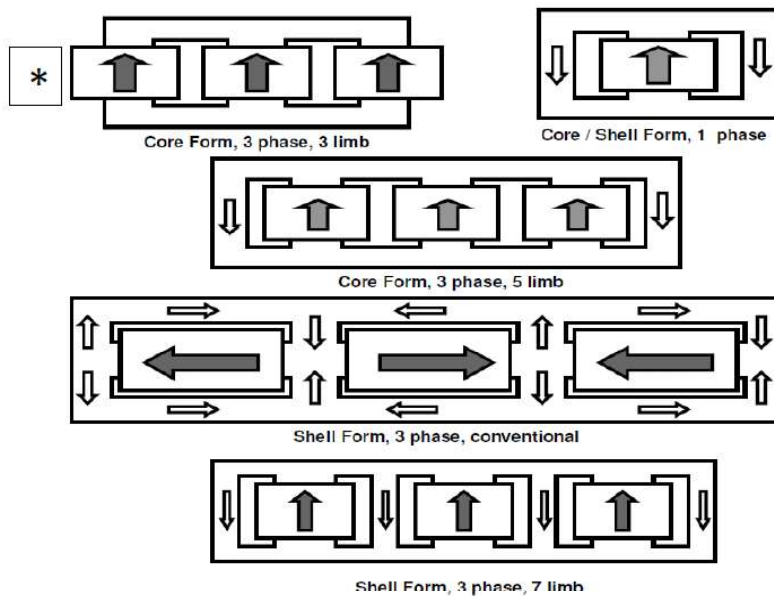 *
Core Form, 3 phase, 3 limb
Core / Shell Form, 1 phase
Core Form, 3 phase, 5 limb
Shell Form, 3 phase, conventional
Shell Form, 3 phase, 7 limb